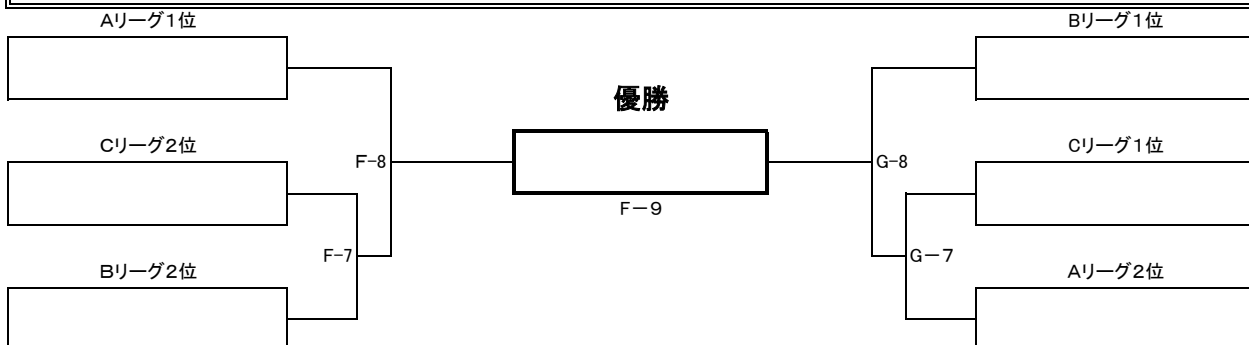 Aリーグ1位
Bリーグ1位
優勝
Cリーグ2位
Cリーグ1位
F-8
G-8
F-9
F-7
G-7
Bリーグ2位
Aリーグ2位